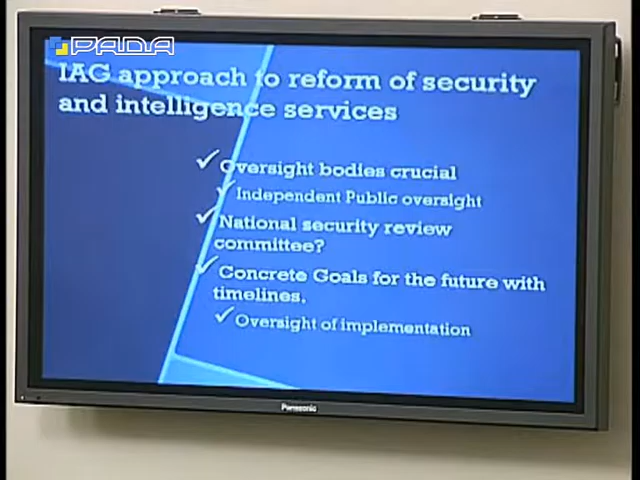 PADA
IAG approach to reform of security
and intelligence services
✓ Oversight bodies crucial
✓ Independent Public oversight
✓ National security review
committee?
✓ Concrete Goals for the future with
timelines.
✓ Oversight of implementation
Panasonic